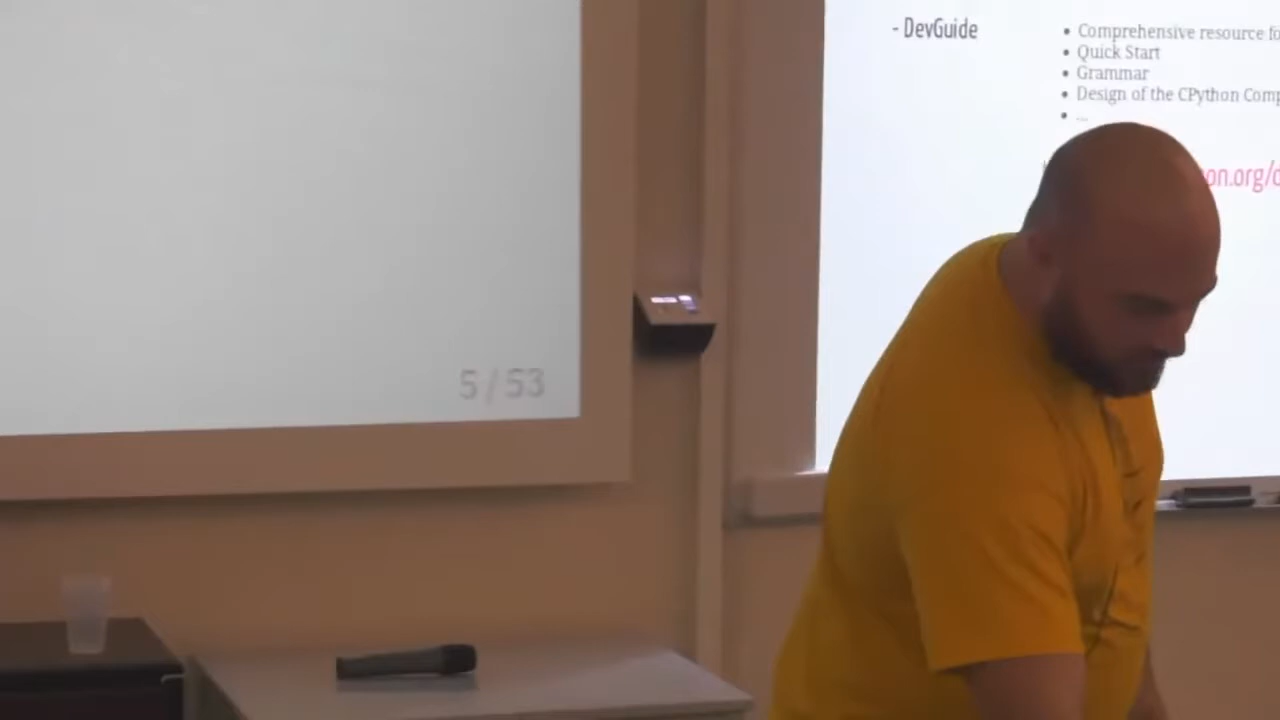 - DevGuide
• Comprehensive resource fo
• Quick Start
• Grammar
• Design of the CPython Comp
• ...
on.org/d
5 / 53